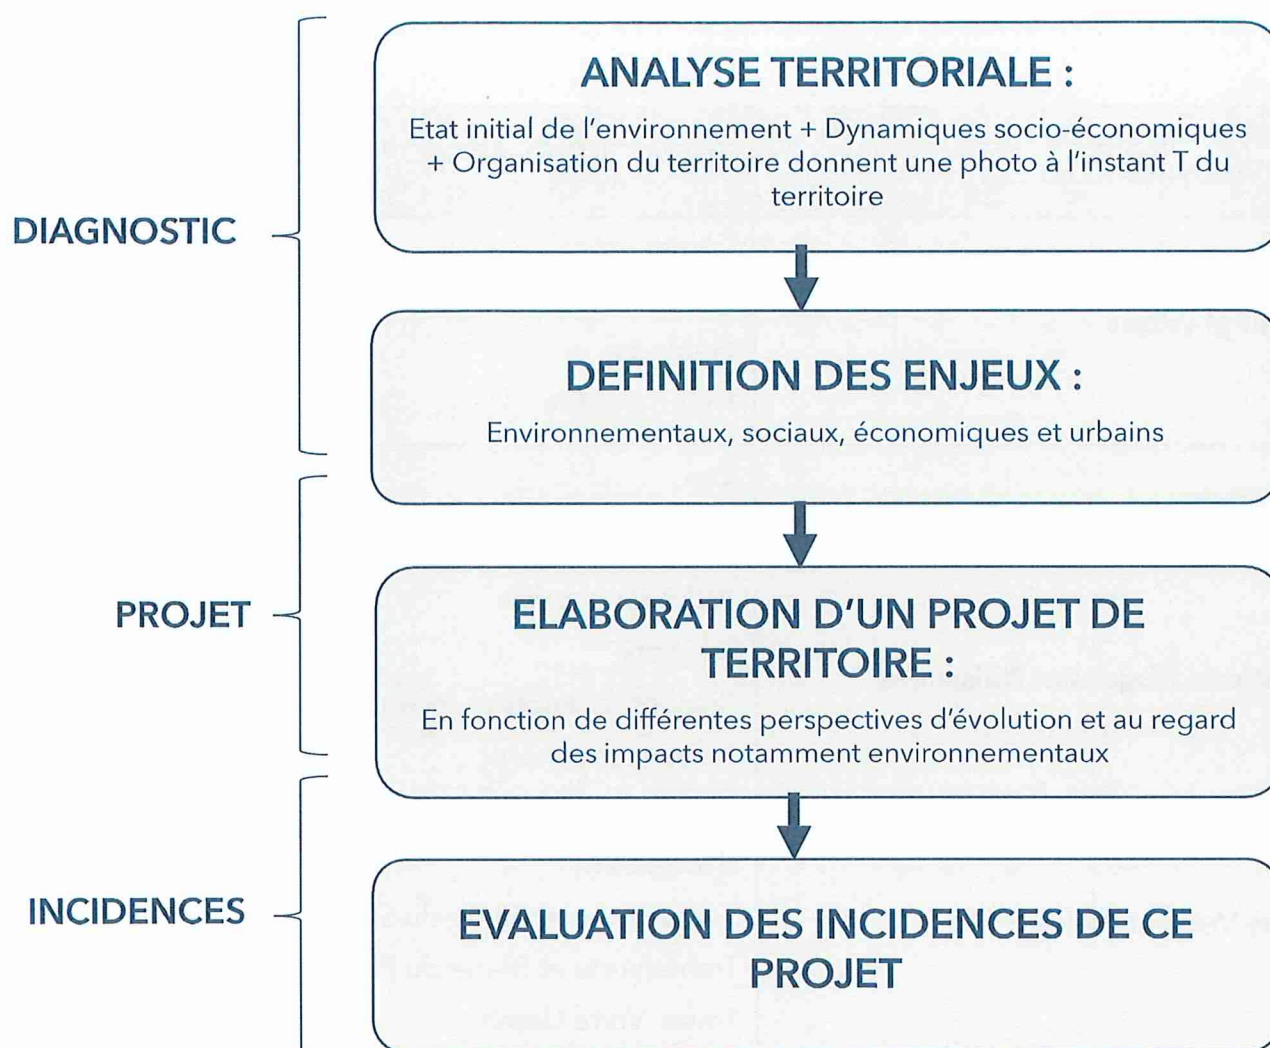 ANALYSE TERRITORIALE :
Etat initial de l'environnement + Dynamiques socio-économiques
+ Organisation du territoire donnent une photo à l'instant T du
territoire
DIAGNOSTIC
DEFINITION DES ENJEUX :
Environnementaux, sociaux, économiques et urbains
PROJET
ELABORATION D'UN PROJET DE
TERRITOIRE :
En fonction de différentes perspectives d'évolution et au regard
des impacts notamment environnementaux
INCIDENCES
EVALUATION DES INCIDENCES DE CE
PROJET